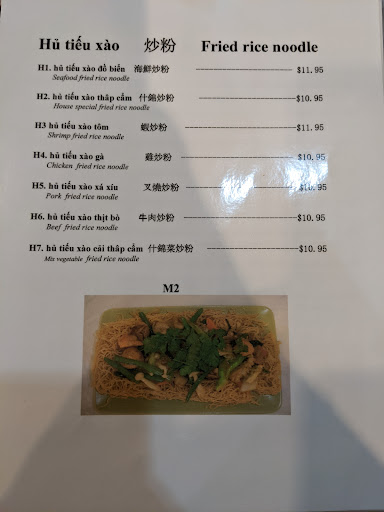 Hủ tiếu xào 炒粉 Fried rice noodle
H1. hủ tiếu xào đồ biển 海鮮炒粉 $11.95
Seafood fried rice noodle
H2. hủ tiếu xào thập cẩm 什錦炒粉 $10.95
House special fried rice noodle
H3 hủ tiếu xào tôm 蝦炒粉 $11.95
Shrimp fried rice noodle
H4. hủ tiếu xào gà 雞炒粉 $10.95
Chicken fried rice noodle
H5. hủ tiếu xào xá xíu 叉燒炒粉 $10.95
Pork fried rice noodle
H6. hủ tiếu xào thịt bò 牛肉炒粉 $10.95
Beef fried rice noodle
H7. hủ tiếu xào cải thập cẩm 什錦菜炒粉 $10.95
Mix vegetable fried rice noodle
M2